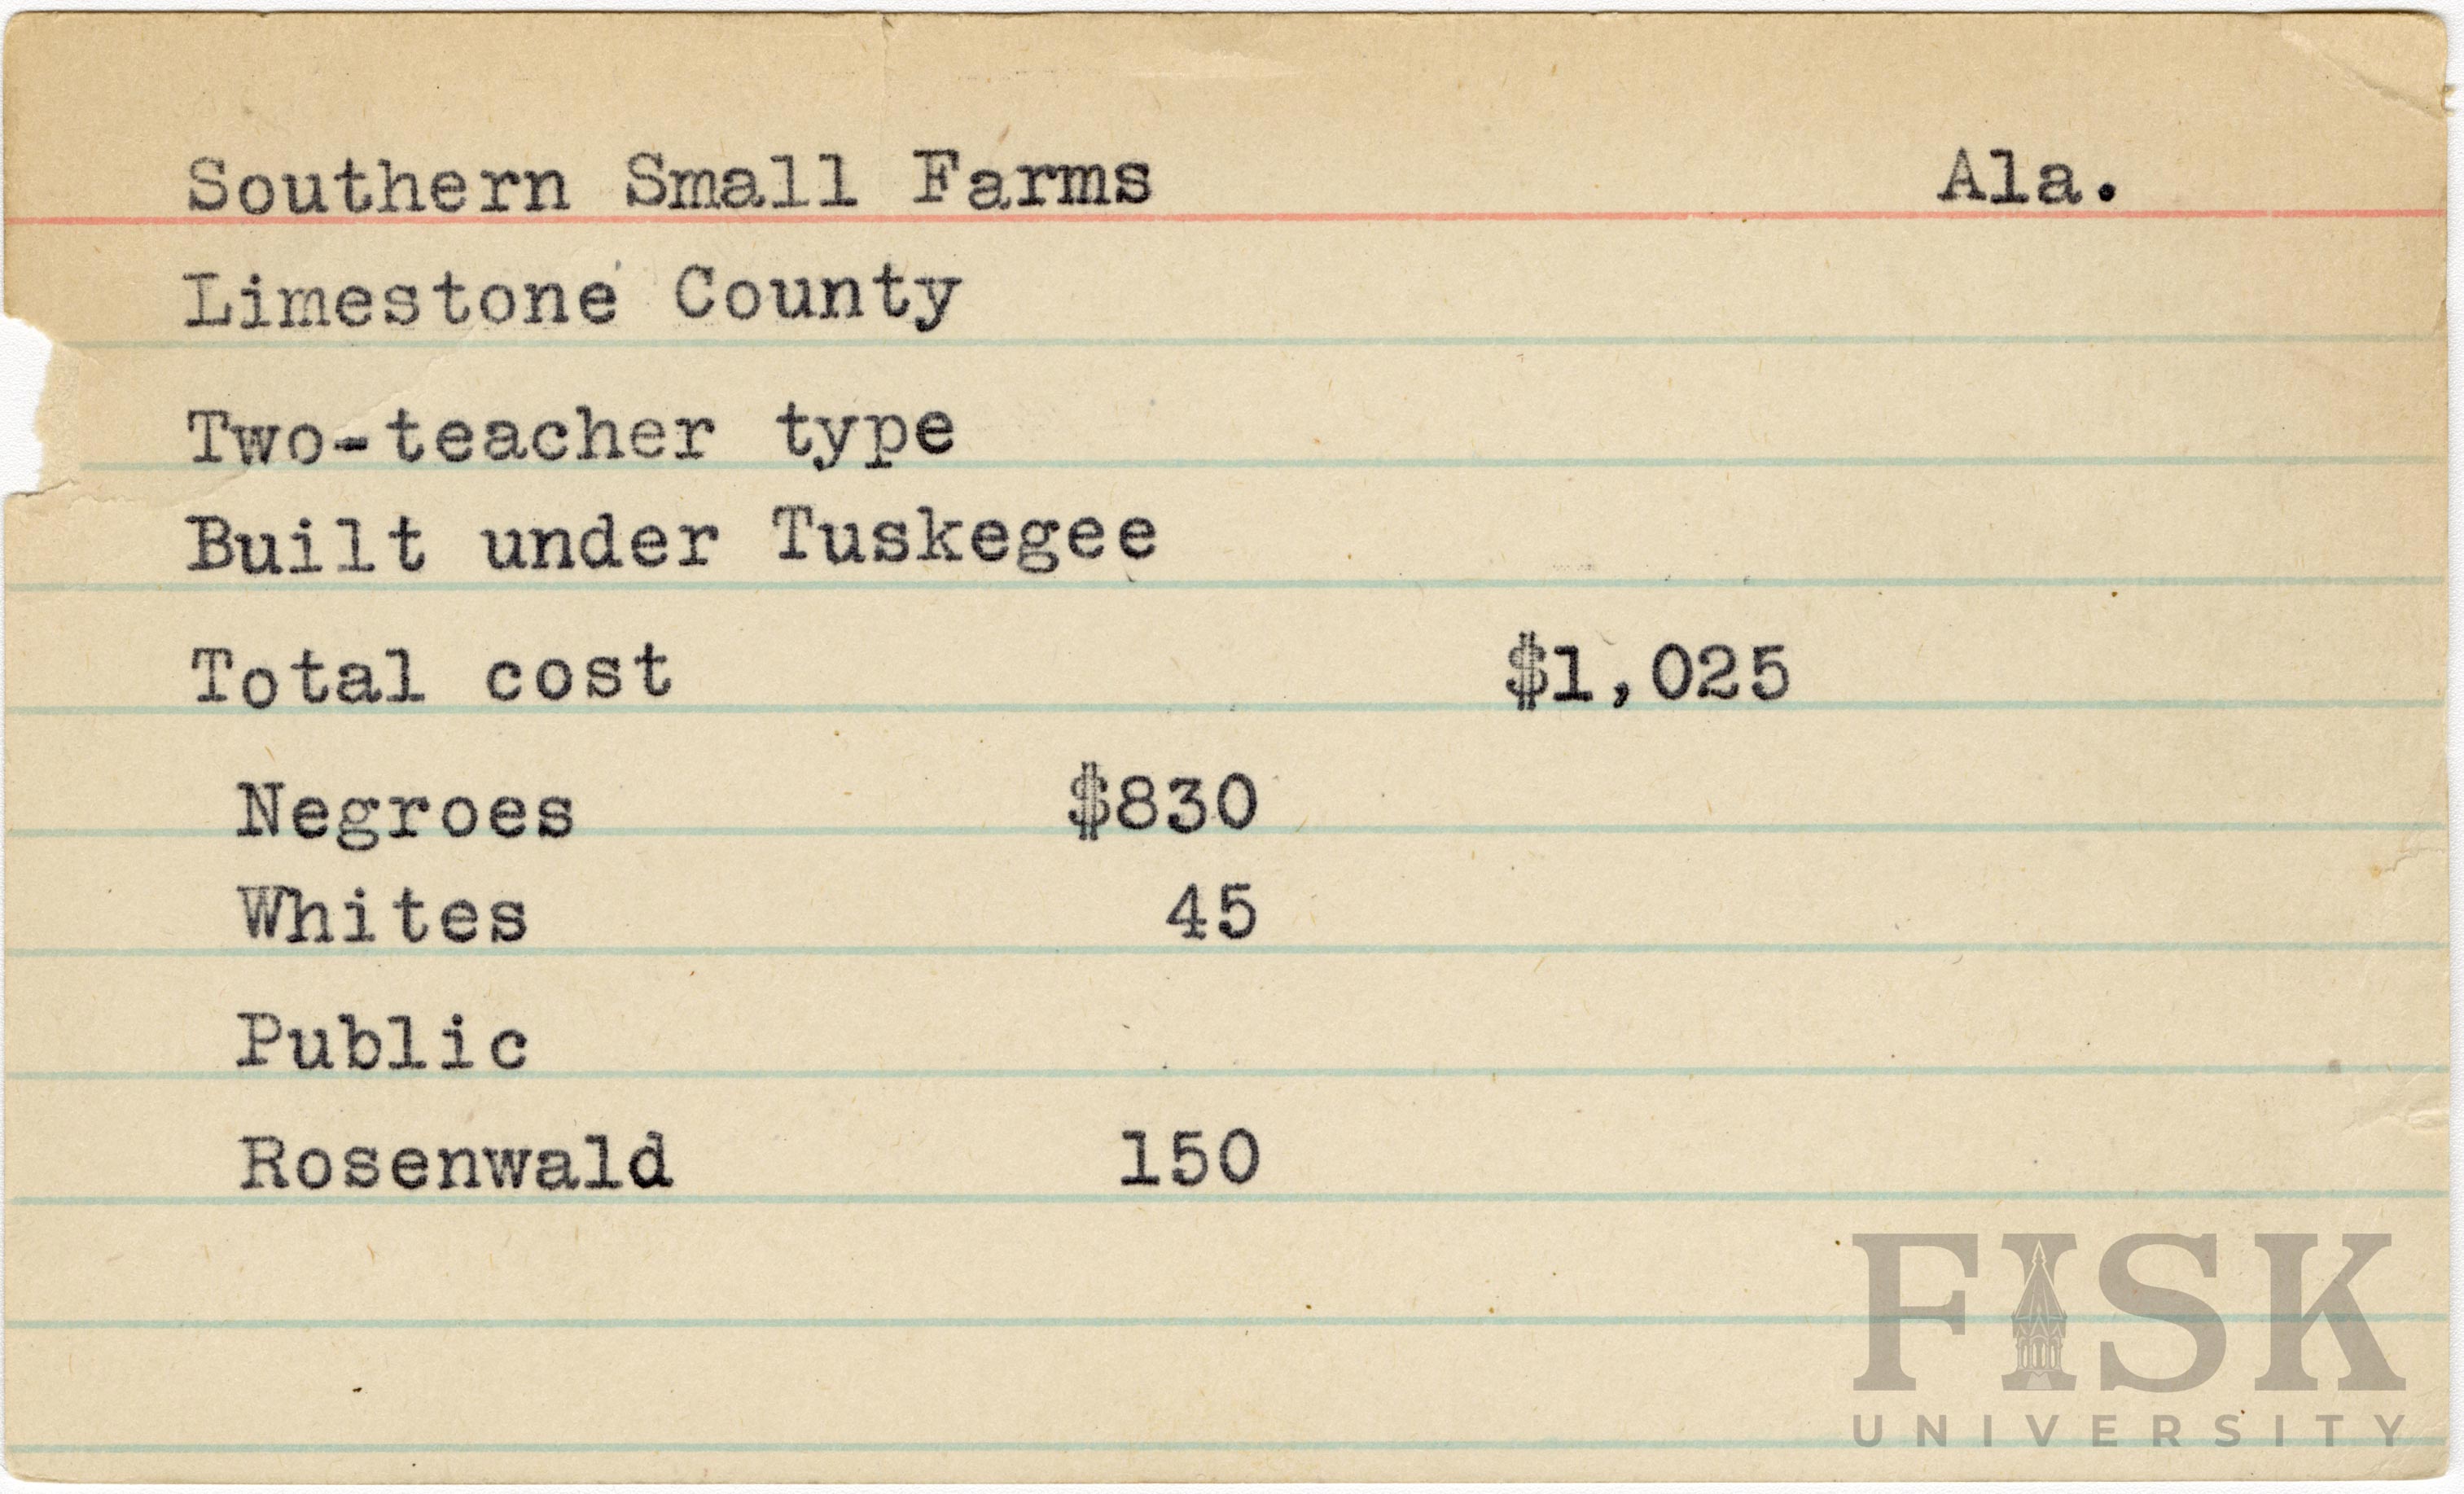 Southern Small Farms Ala.
Limestone County
Two-teacher type
Built under Tuskegee
Total cost $1,025
Negroes $830
Whites 45
Public
Rosenwald 150
FISK
UNIVERSITY